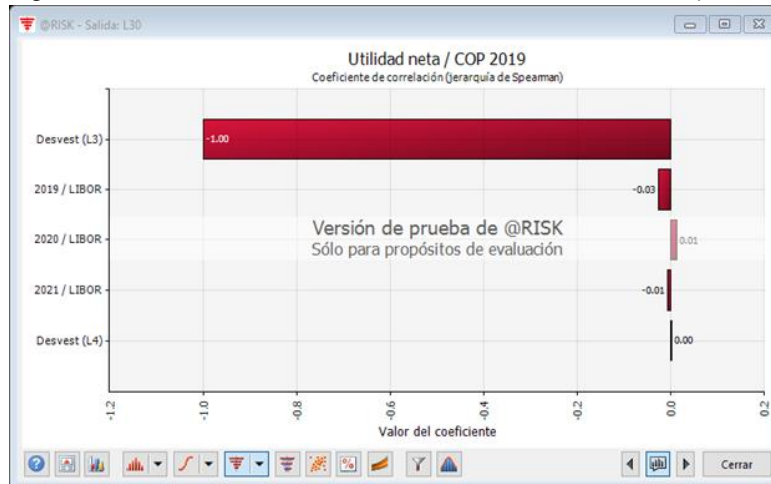 @RISK - Salida: L30
Utilidad neta / COP 2019
Coeficiente de correlación (jerarquía de Spearman)
Desvest (L3)
-1.00
2019 / LIBOR
-0.03
2020 / LIBOR
0.01
Versión de prueba de @RISK
Sólo para propósitos de evaluación
2021 / LIBOR
-0.01
Desvest (L4)
0.00
-1.2
-1.0
-0.8
-0.6
-0.4
-0.2
0.0
0.2
Valor del coeficiente
Cerrar